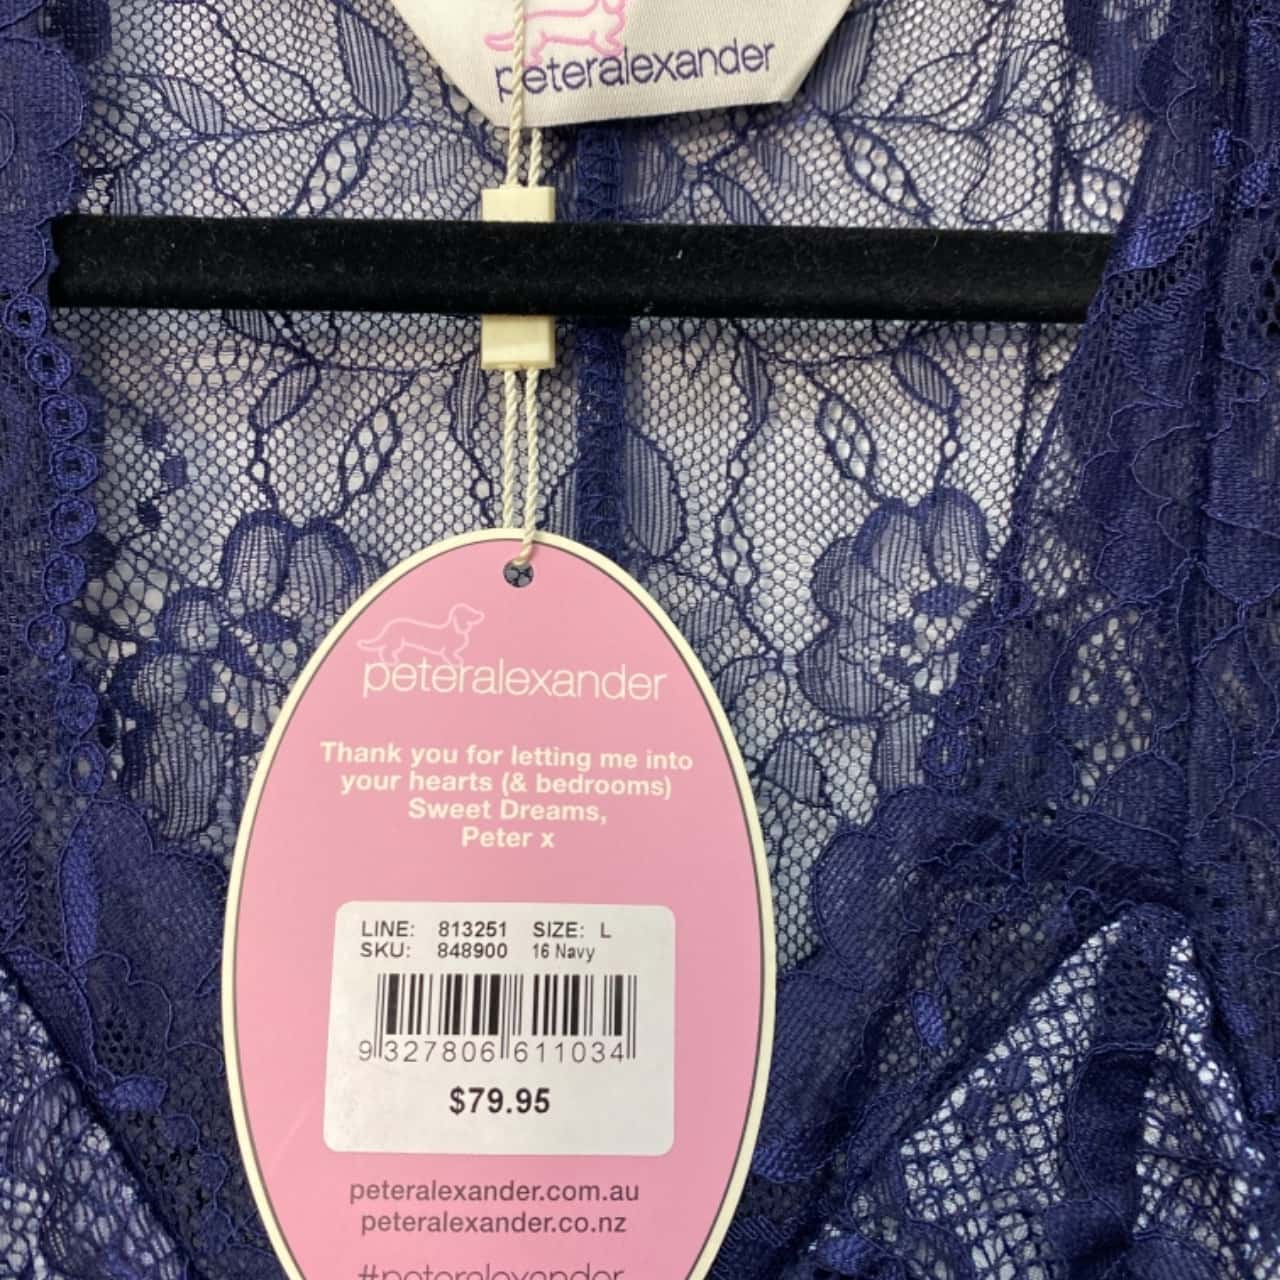 peteralexander
peteralexander
Thank you for letting me into
your hearts (& bedrooms)
Sweet Dreams,
Peter x
LINE: 813251 SIZE: L
SKU: 848900 16 Navy
9 327806 611034
$79.95
peteralexander.com.au
peteralexander.co.nz
#peteralexander